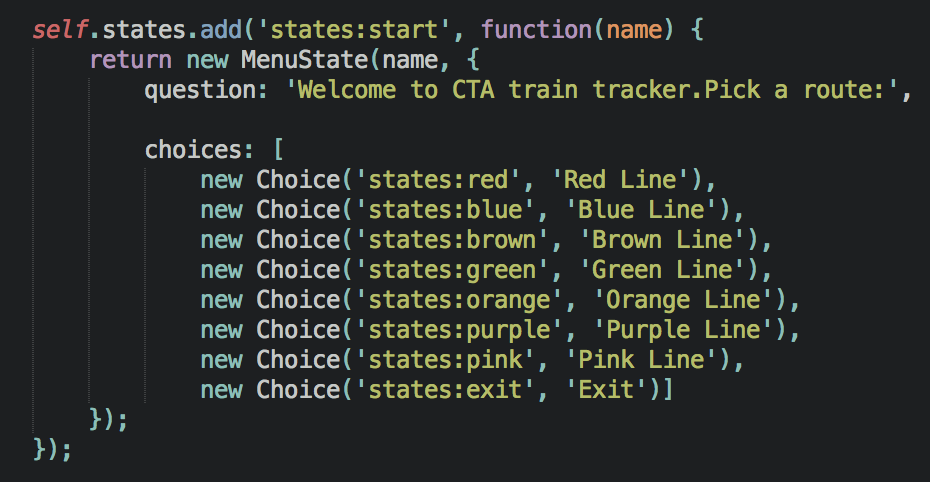 self.states.add('states:start', function(name) {
    return new MenuState(name, {
        question: 'Welcome to CTA train tracker.Pick a route:',

        choices: [
            new Choice('states:red', 'Red Line'),
            new Choice('states:blue', 'Blue Line'),
            new Choice('states:brown', 'Brown Line'),
            new Choice('states:green', 'Green Line'),
            new Choice('states:orange', 'Orange Line'),
            new Choice('states:purple', 'Purple Line'),
            new Choice('states:pink', 'Pink Line'),
            new Choice('states:exit', 'Exit')]
    });
});